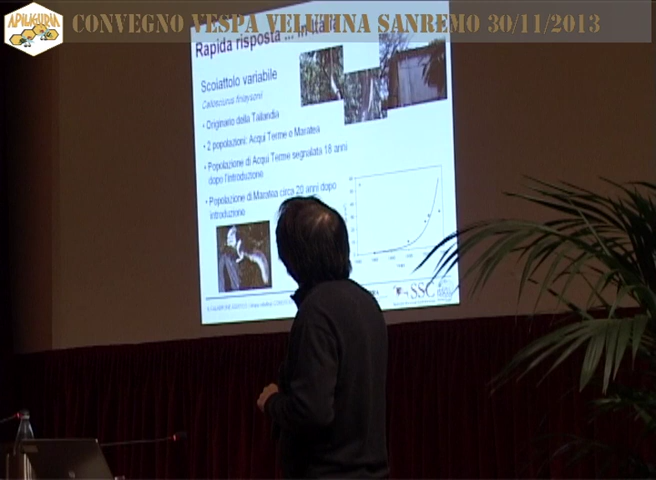 APILIGURIA
CONVEGNO VESPA VELUTINA SANREMO 30/11/2013
Rapida risposta ... in Italia
Scoiattolo variabile
Callosciurus finlaysonii
• Originario della Tailandia
• 2 popolazioni: Acqui Terme e Maratea
• Popolazione di Acqui Terme segnalata 18 anni
dopo l'introduzione
• Popolazione di Maratea circa 20 anni dopo
introduzione
SSC